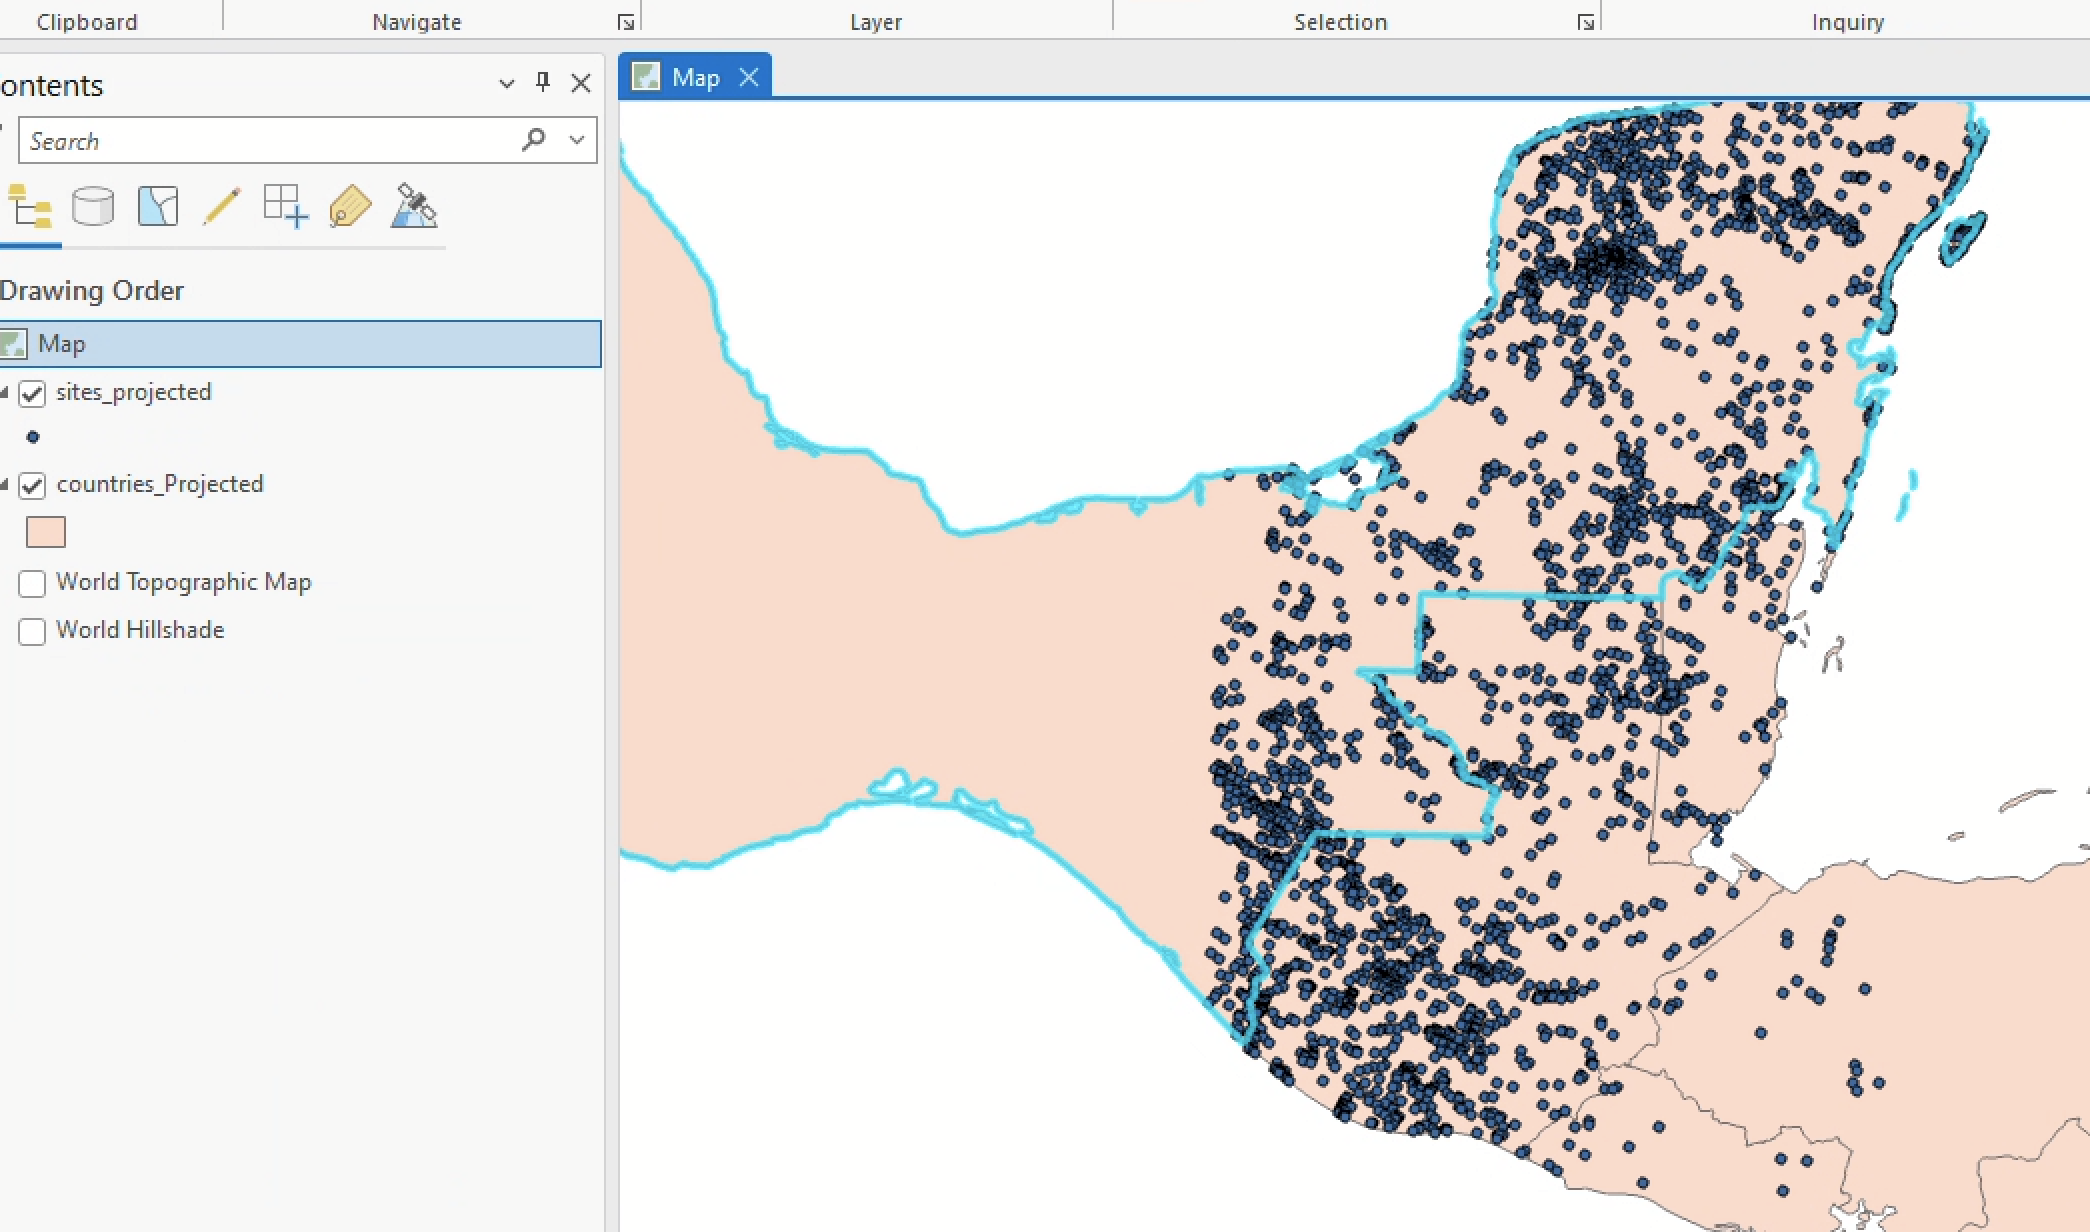 Clipboard
Navigate
Layer
Selection
Inquiry
ontents
Map
Search
Drawing Order
Map
sites_projected
countries_Projected
World Topographic Map
World Hillshade